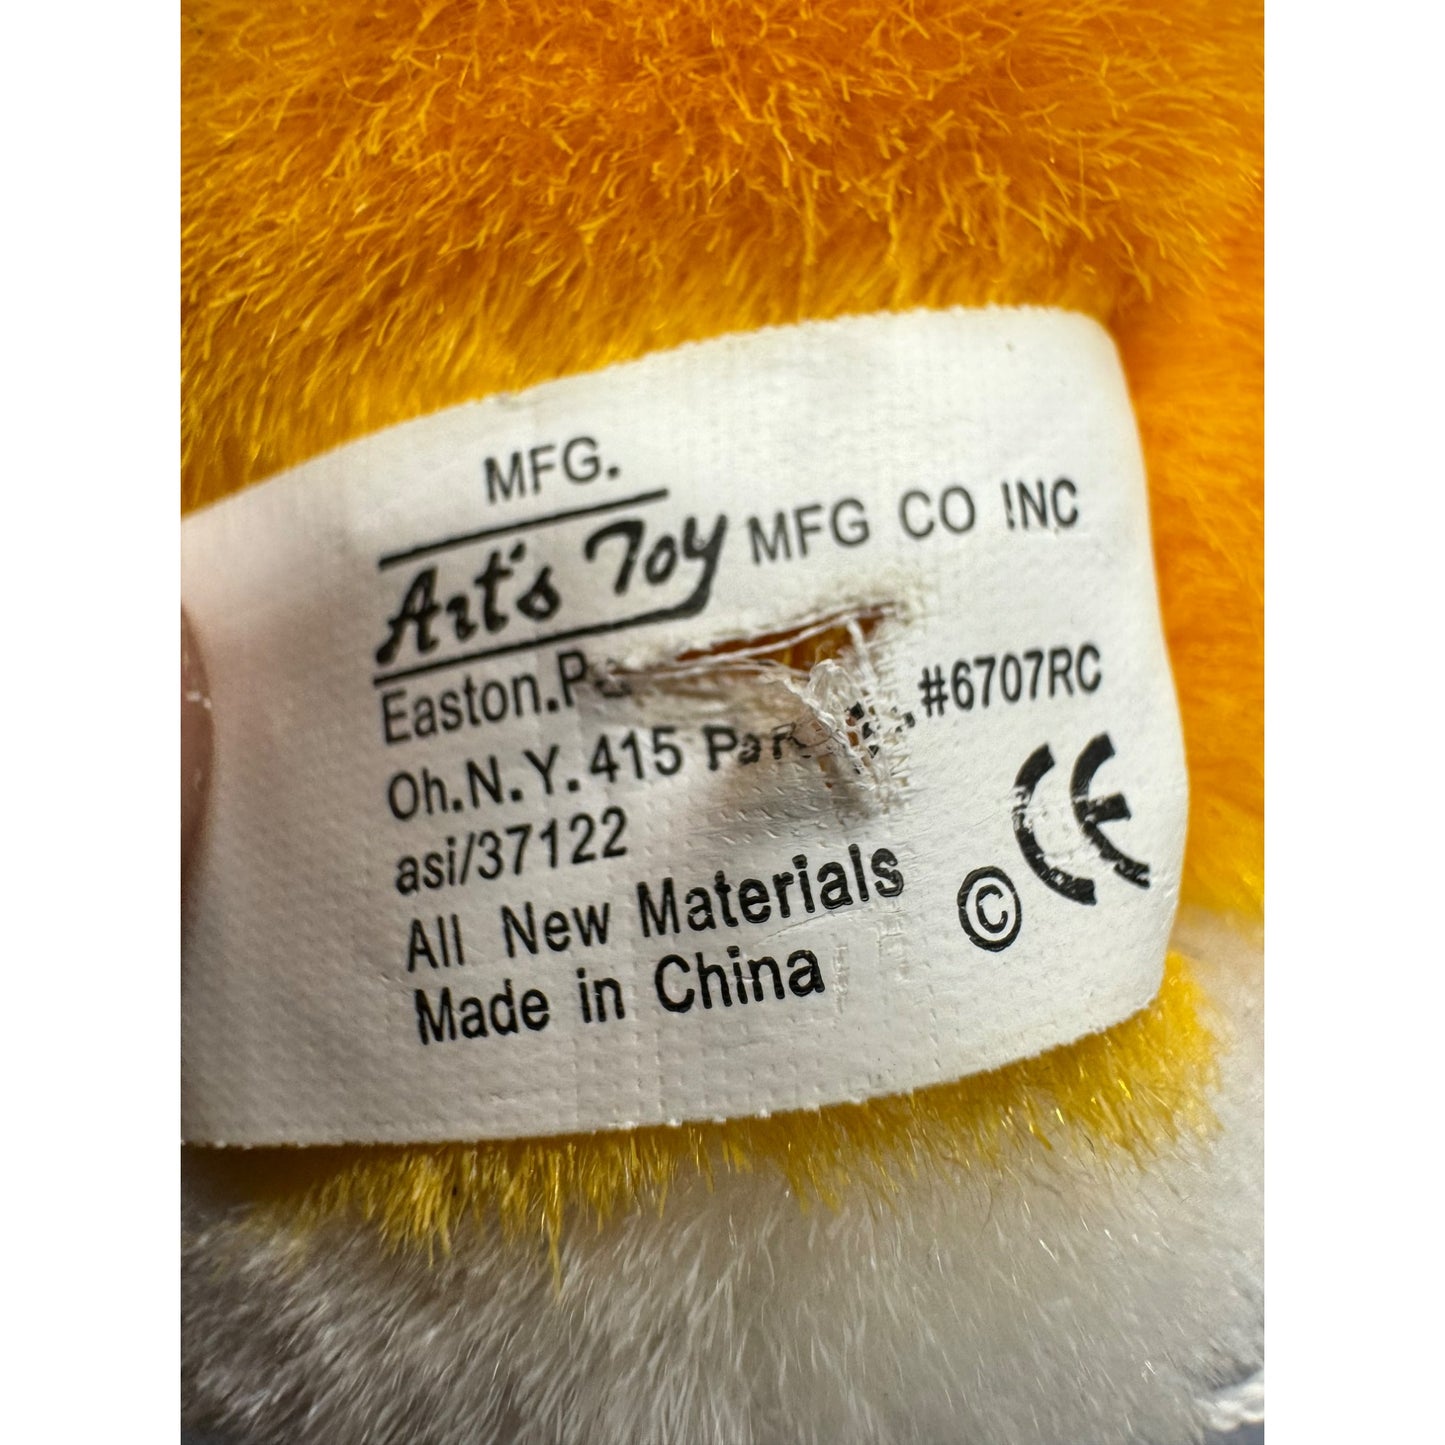 MFG.
Art's Toy MFG CO INC
Easton.Pa #6707RC
Oh.N.Y.415
asi/37122
All New Materials
Made in China
© CE